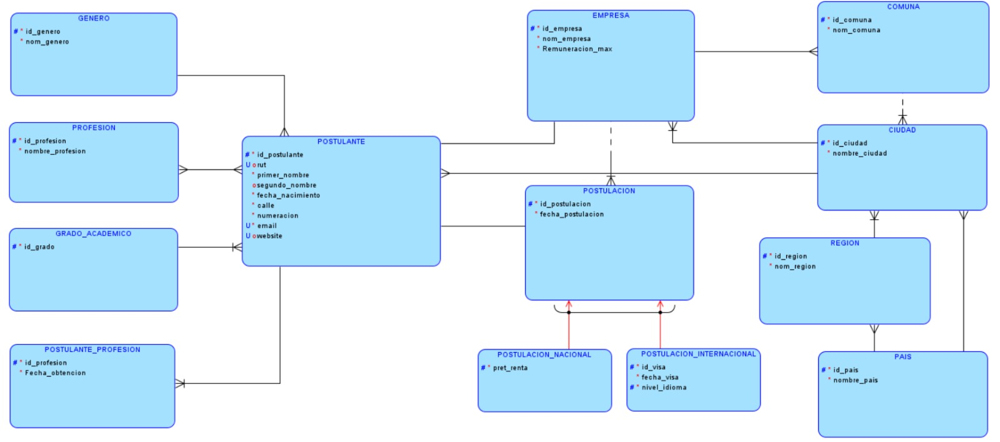 GENERO
# * id_genero
* nom_genero
PROFESION
# * id_profesion
* nombre_profesion
GRADO_ACADEMICO
# * id_grado
POSTULANTE_PROFESION
# * id_profesion
* Fecha_obtencion
POSTULANTE
# * id_postulante
U o rut
* primer_nombre
o segundo_nombre
* fecha_nacimiento
* calle
* numeracion
U * email
U o website
EMPRESA
# * id_empresa
* nom_empresa
* Remuneracion_max
POSTULACION
# * id_postulacion
* fecha_postulacion
POSTULACION_NACIONAL
# * pret_renta
POSTULACION_INTERNACIONAL
# * id_visa
* fecha_visa
# * nivel_idioma
COMUNA
# * id_comuna
* nom_comuna
CIUDAD
# * id_ciudad
* nombre_ciudad
REGION
# * id_region
* nom_region
PAIS
# * id_pais
* nombre_pais